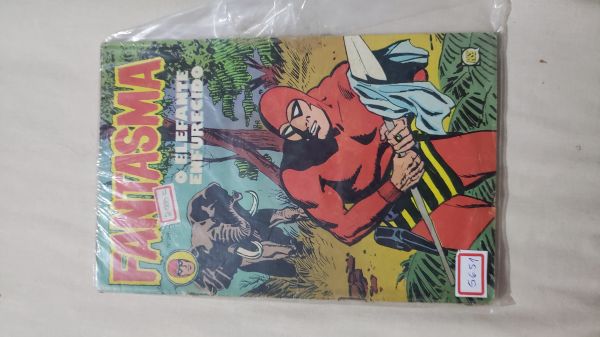 FANTASMA
O ELEFANTE
ENFURECIDO
5651